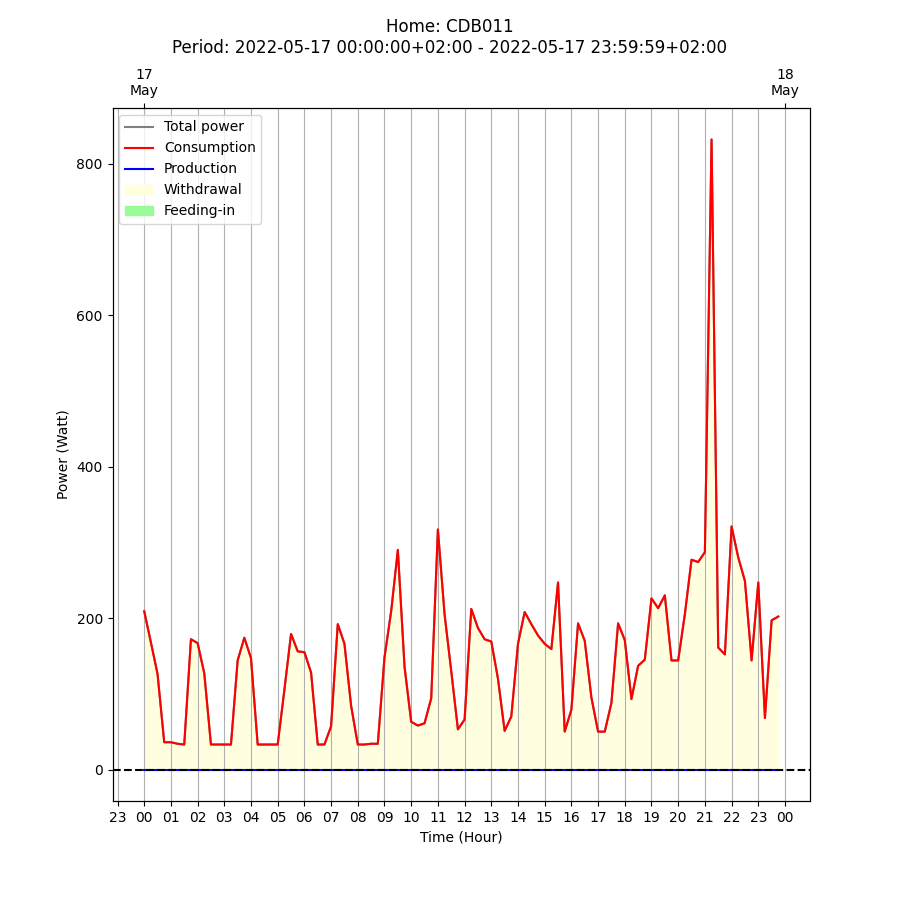 Home: CDB011
Period: 2022-05-17 00:00:00+02:00 - 2022-05-17 23:59:59+02:00
17
May
18
May
Total power
Consumption
Production
Withdrawal
Feeding-in
800
600
400
200
0
Power (Watt)
23 00 01 02 03 04 05 06 07 08 09 10 11 12 13 14 15 16 17 18 19 20 21 22 23 00
Time (Hour)